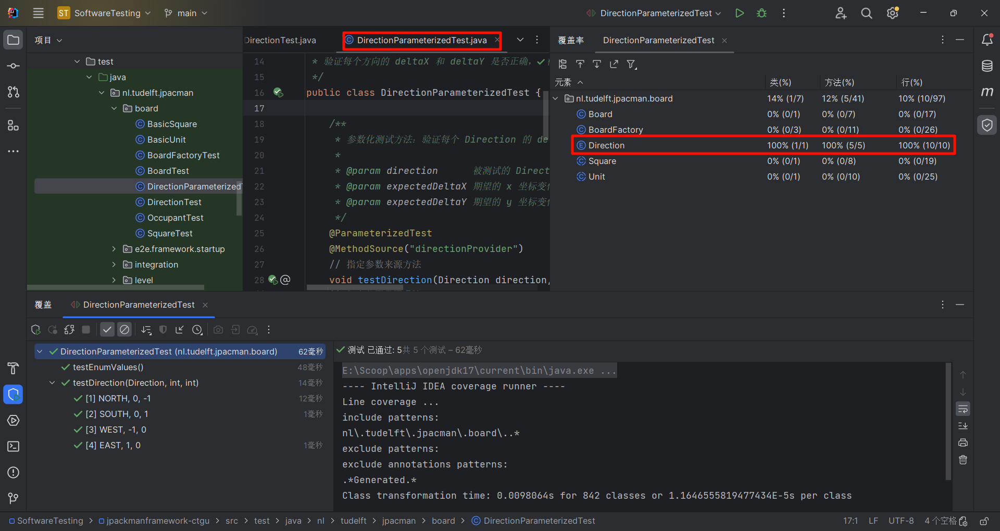 ST SoftwareTesting main DirectionParameterizedTest
项目
test
java
nl.tudelft.jpacman
board
BasicSquare
BasicUnit
BoardFactoryTest
BoardTest
DirectionParameterizedT
DirectionTest
OccupantTest
SquareTest
e2e.framework.startup
integration
level
DirectionTest.java DirectionParameterizedTest.java
14 * 验证每个方向的 deltaX 和 deltaY 是否正确，
15 */
16 public class DirectionParameterizedTest {
17
18 /**
19 * 参数化测试方法：验证每个 Direction 的 de
20 *
21 * @param direction 被测试的 Direct
22 * @param expectedDeltaX 期望的 x 坐标变化
23 * @param expectedDeltaY 期望的 y 坐标变化
24 */
25 @ParameterizedTest
26 @MethodSource("directionProvider")
27 // 指定参数来源方法
28 @ void testDirection(Direction direction,
覆盖率 DirectionParameterizedTest
元素 类(%) 方法(%) 行(%)
nl.tudelft.jpacman.board 14% (1/7) 12% (5/41) 10% (10/97)
Board 0% (0/1) 0% (0/7) 0% (0/17)
BoardFactory 0% (0/3) 0% (0/11) 0% (0/26)
Direction 100% (1/1) 100% (5/5) 100% (10/10)
Square 0% (0/1) 0% (0/8) 0% (0/19)
Unit 0% (0/1) 0% (0/10) 0% (0/25)
覆盖 DirectionParameterizedTest
DirectionParameterizedTest (nl.tudelft.jpacman.board) 62毫秒
testEnumValues() 48毫秒
testDirection(Direction, int, int) 14毫秒
[1] NORTH, 0, -1 12毫秒
[2] SOUTH, 0, 1 1毫秒
[3] WEST, -1, 0
[4] EAST, 1, 0 1毫秒
测试 已通过: 5共 5 个测试 – 62毫秒
E:\Scoop\apps\openjdk17\current\bin\java.exe ...
---- IntelliJ IDEA coverage runner ----
Line coverage ...
include patterns:
nl\.tudelft\.jpacman\.board\..*
exclude patterns:
exclude annotations patterns:
.*Generated.*
Class transformation time: 0.0098064s for 842 classes or 1.1646555819477434E-5s per class
SoftwareTesting > jpackmanframework-ctgu > src > test > java > nl > tudelft > jpacman > board > DirectionParameterizedTest 17:1 LF UTF-8 4 个空格